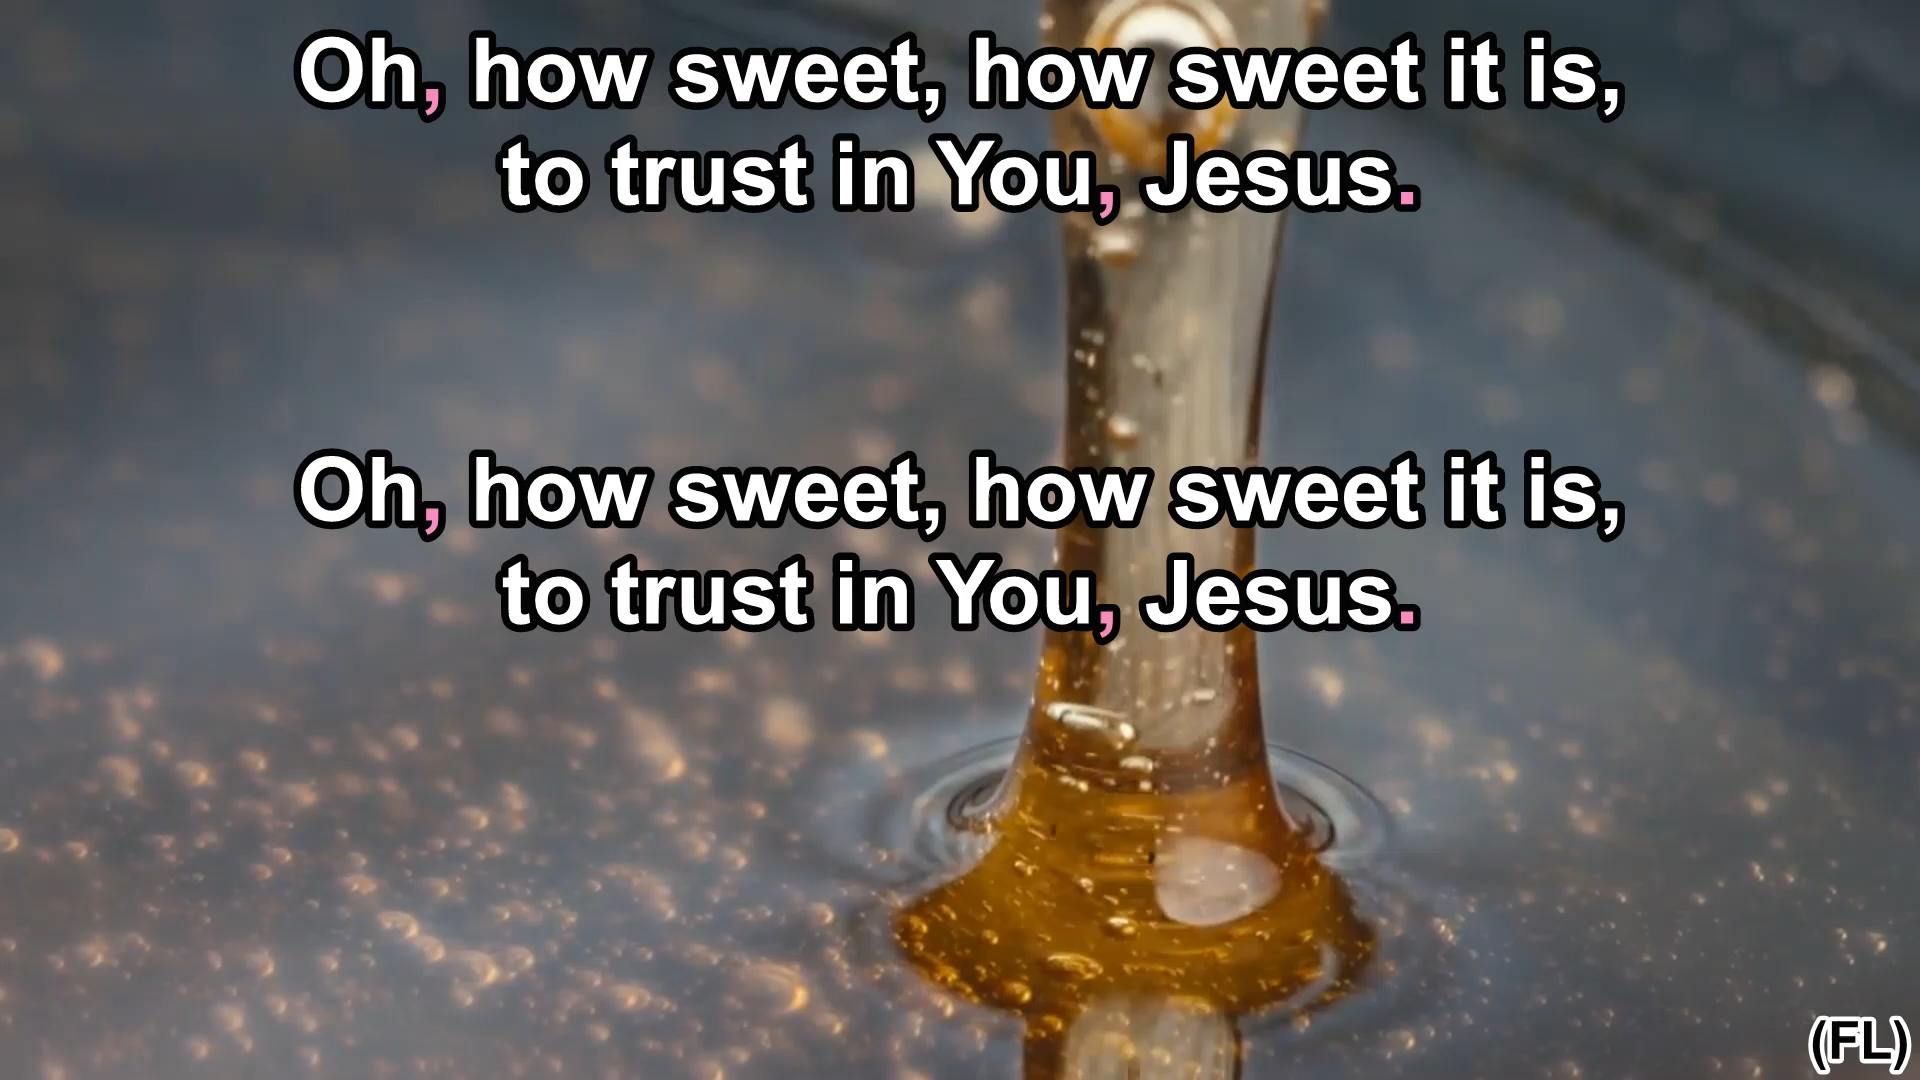 Oh, how sweet, how sweet it is,
to trust in You, Jesus.
Oh, how sweet, how sweet it is,
to trust in You, Jesus.
(FL)